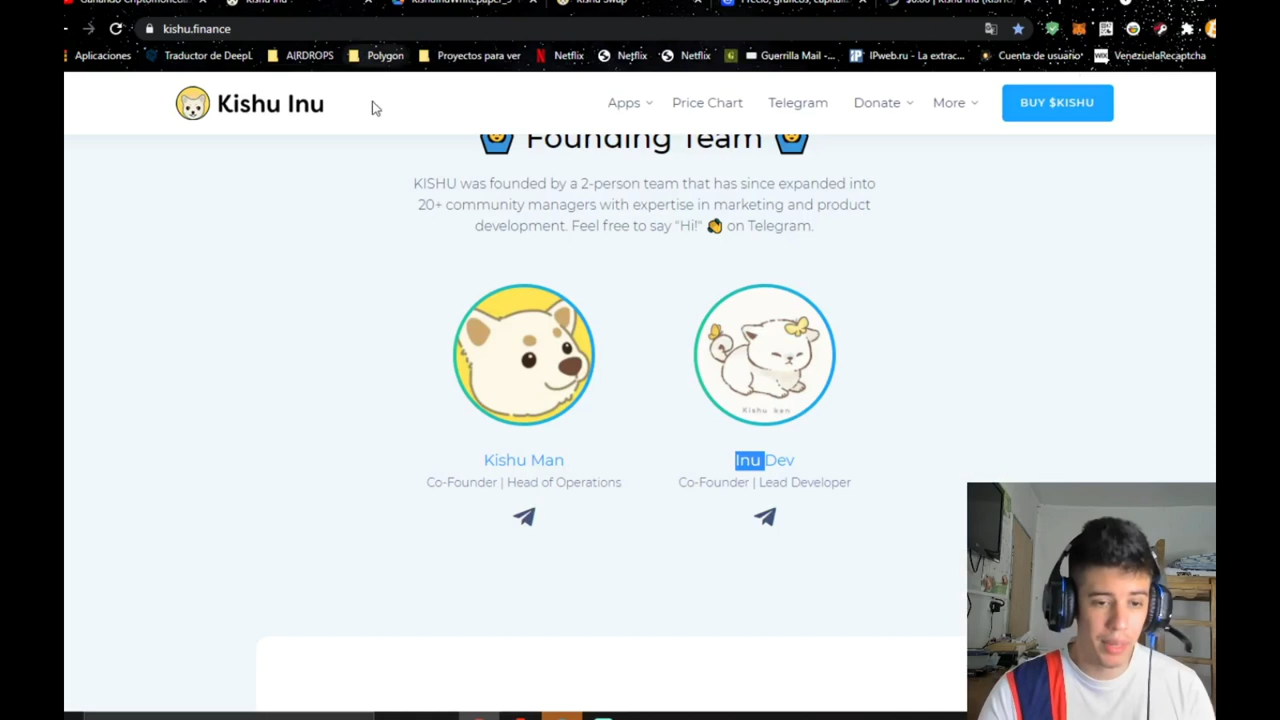 kishu.finance
Aplicaciones
Traductor de DeepL
AIRDROPS
Polygon
Proyectos para ver
Netflix
Netflix
Netflix
Guerrilla Mail -...
IPweb.ru - La extrac...
Cuenta de usuario
VenezuelaRecaptcha
Kishu Inu
Apps
Price Chart
Telegram
Donate
More
BUY $KISHU
Founding Team
KISHU was founded by a 2-person team that has since expanded into
20+ community managers with expertise in marketing and product
development. Feel free to say "Hi!" 👏 on Telegram.
Kishu ken
Kishu Man
Inu Dev
Co-Founder | Head of Operations
Co-Founder | Lead Developer